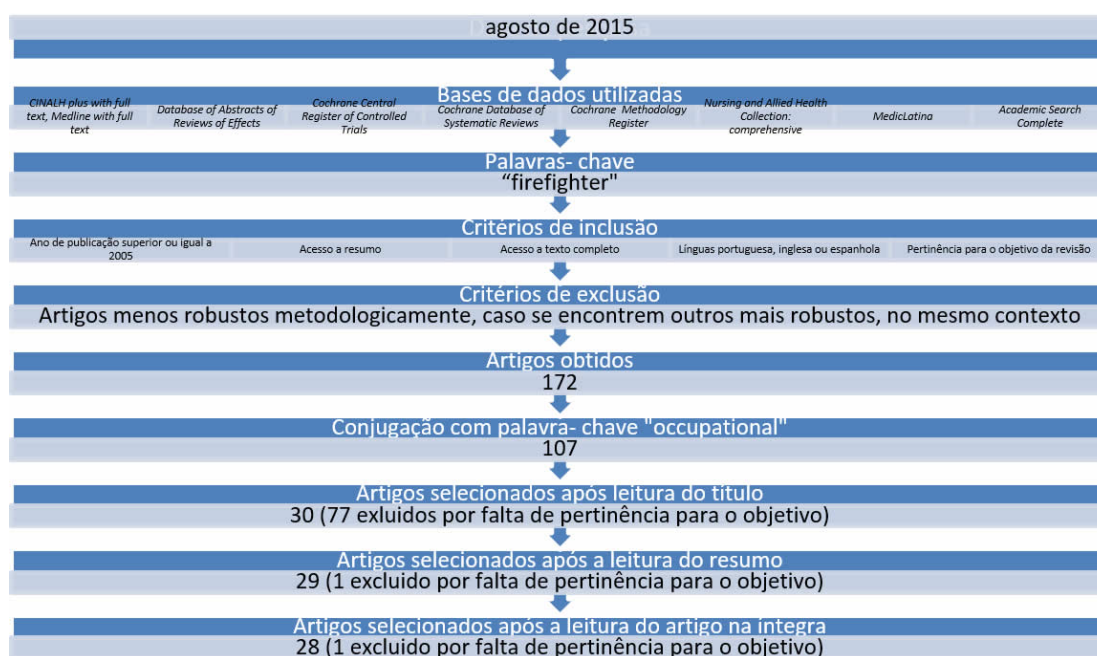 agosto de 2015
Bases de dados utilizadas
CINALH plus with full
text, Medline with full
text
Database of Abstracts of
Reviews of Effects
Cochrane Central
Register of Controlled
Trials
Cochrane Database of
Systematic Reviews
Cochrane Methodology
Register
Nursing and Allied Health
Collection:
comprehensive
MedicLatina
Academic Search
Complete
Palavras- chave
“firefighter"
Critérios de inclusão
Ano de publicação superior ou igual a
2005
Acesso a resumo
Acesso a texto completo
Línguas portuguesa, inglesa ou espanhola
Pertinência para o objetivo da revisão
Critérios de exclusão
Artigos menos robustos metodologicamente, caso se encontrem outros mais robustos, no mesmo contexto
Artigos obtidos
172
Conjugação com palavra- chave "occupational"
107
Artigos selecionados após leitura do título
30 (77 exluidos por falta de pertinência para o objetivo)
Artigos selecionados após a leitura do resumo
29 (1 excluido por falta de pertinência para o objetivo)
Artigos selecionados após a leitura do artigo na íntegra
28 (1 excluido por falta de pertinência para o objetivo)